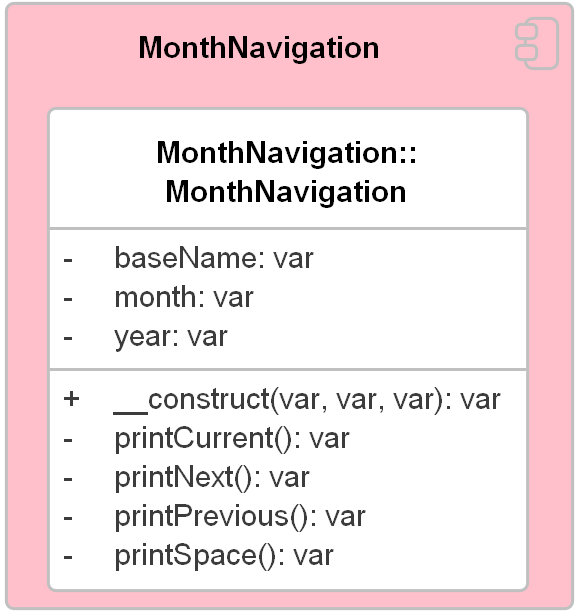 MonthNavigation
MonthNavigation::
MonthNavigation
- baseName: var
- month: var
- year: var
+ __construct(var, var, var): var
- printCurrent(): var
- printNext(): var
- printPrevious(): var
- printSpace(): var